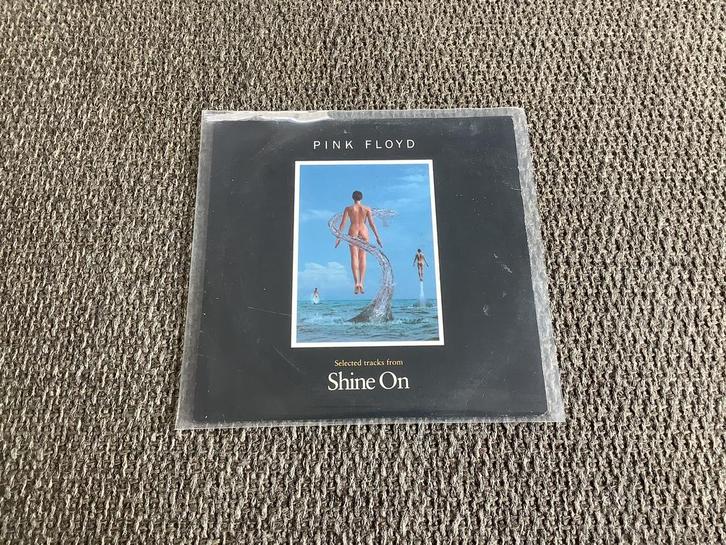 PINK FLOYD
Selected tracks from
Shine On